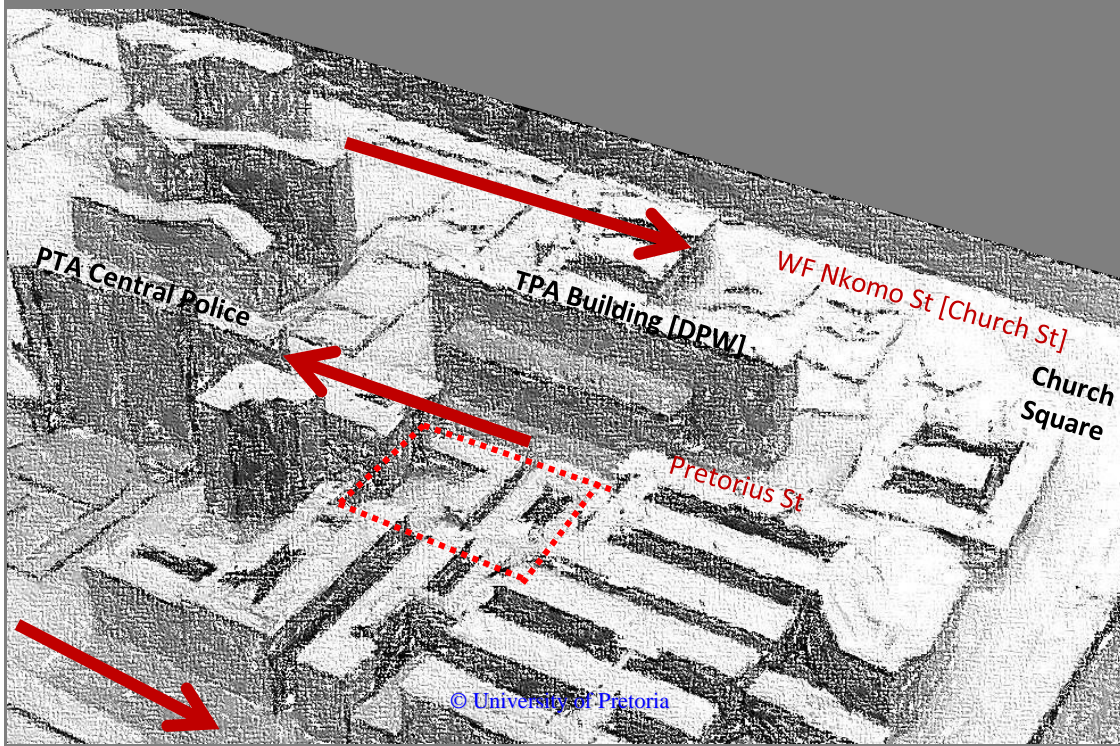 WF Nkomo St [Church St]
PTA Central Police
TPA Building [DPW]
Church
Square
Pretorius St
© University of Pretoria